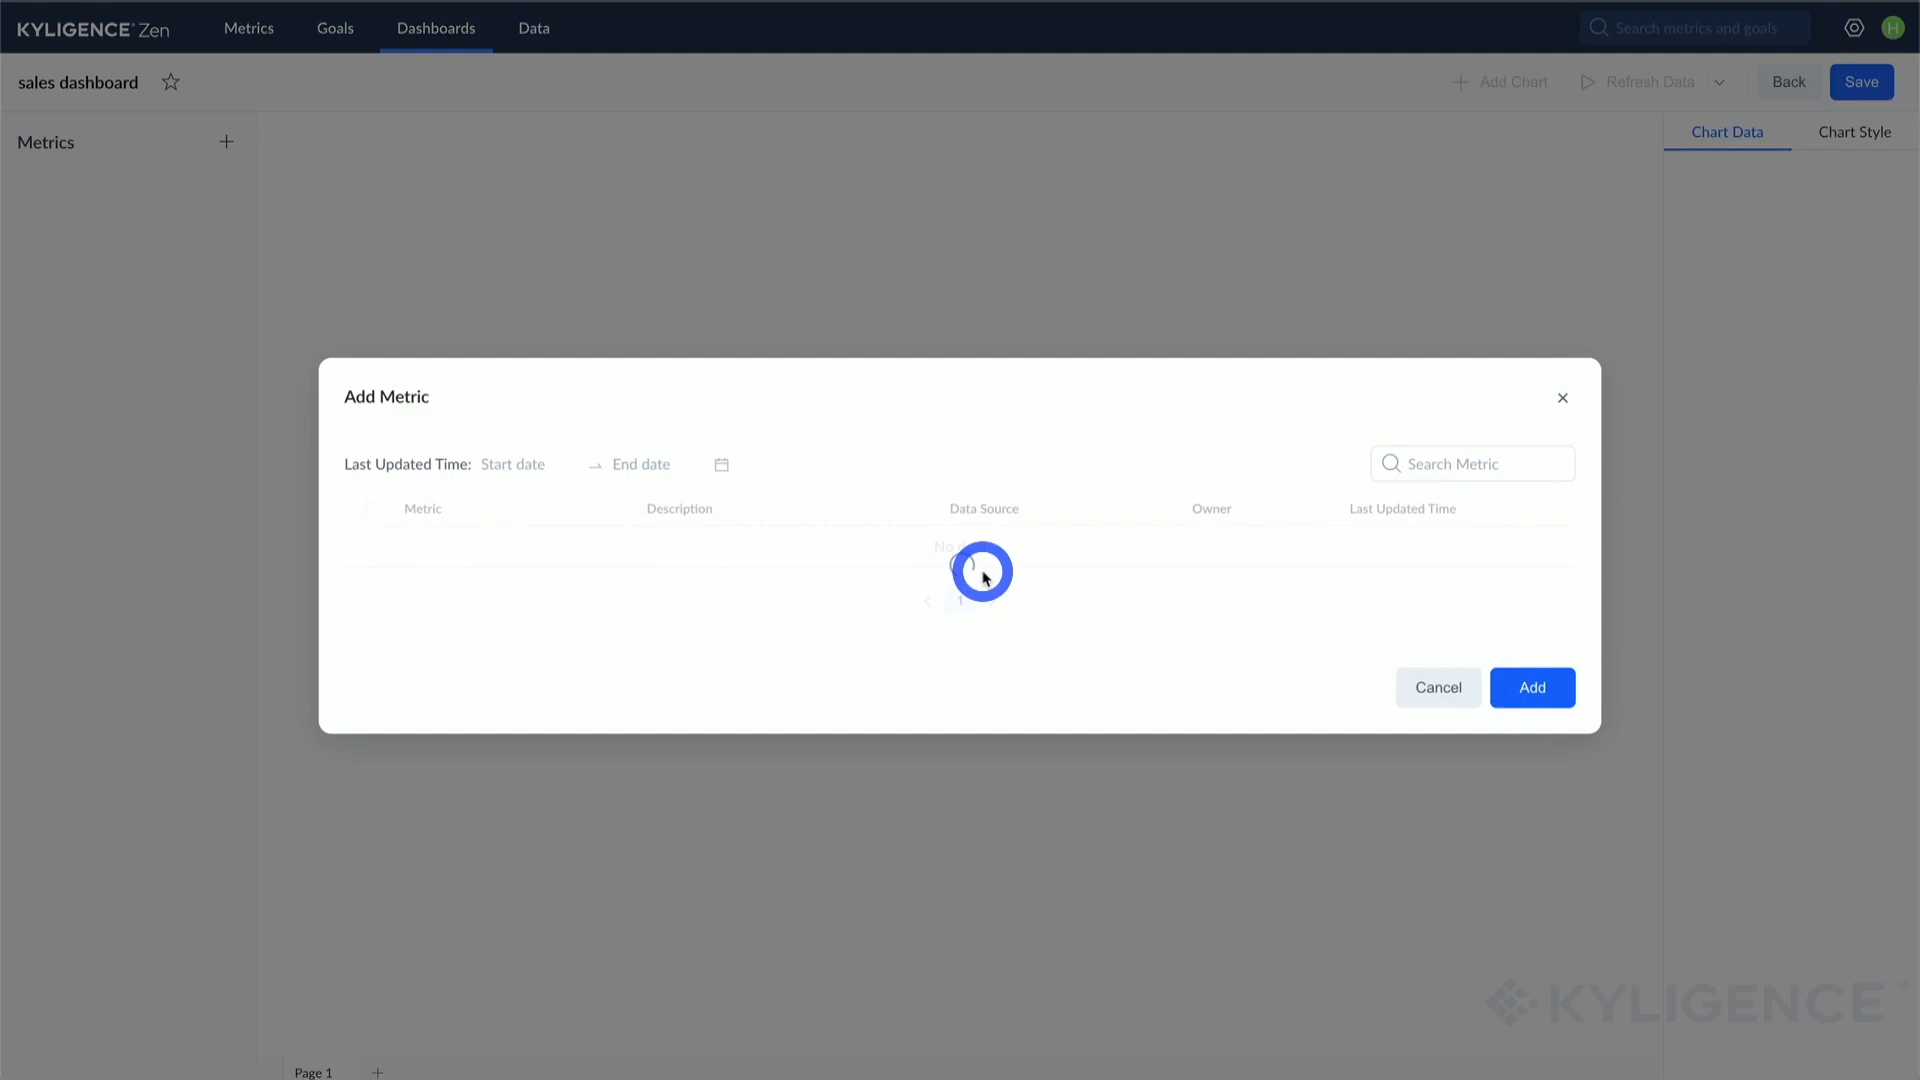 KYLIGENCE Zen
Metrics
Goals
Dashboards
Data
Search metrics and goals
H
sales dashboard
Add Chart
Refresh Data
Back
Save
Metrics
Chart Data
Chart Style
Add Metric
Last Updated Time: Start date
End date
Search Metric
Metric
Description
Data Source
Owner
Last Updated Time
No
1
Cancel
Add
KYLIGENCE
Page 1